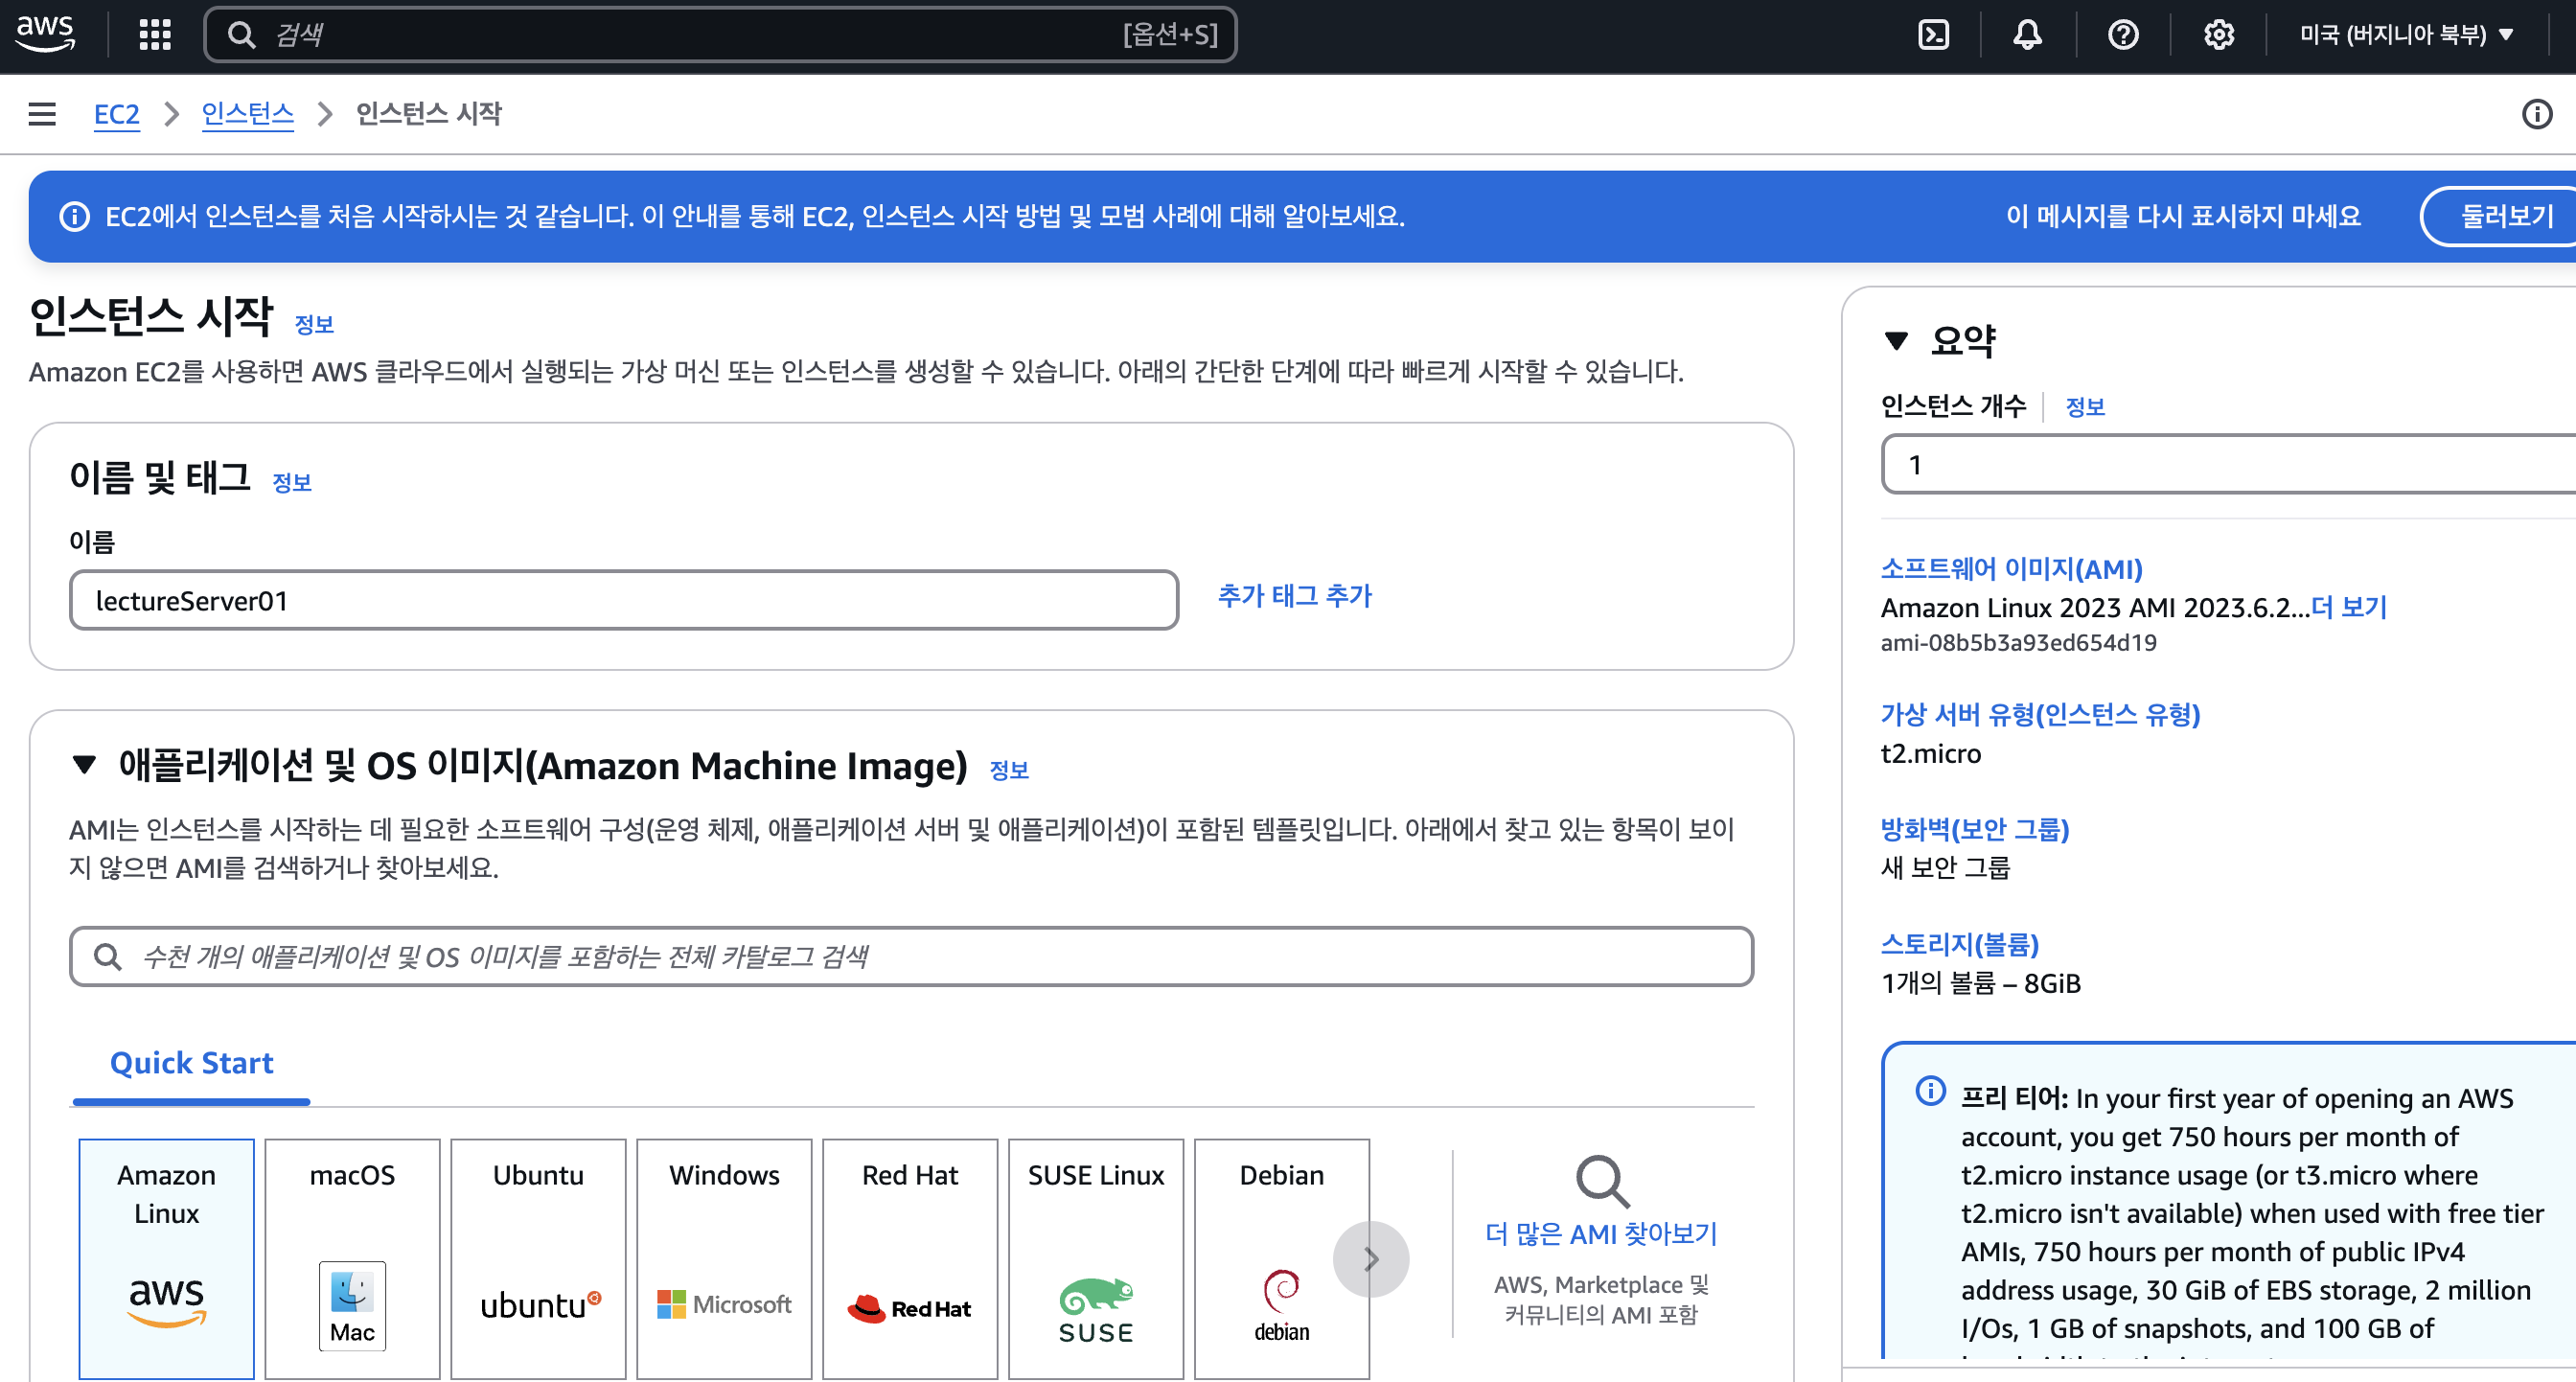 aws
검색
[옵션+S]
미국 (버지니아 북부)
EC2
인스턴스
인스턴스 시작
EC2에서 인스턴스를 처음 시작하시는 것 같습니다. 이 안내를 통해 EC2, 인스턴스 시작 방법 및 모범 사례에 대해 알아보세요.
이 메시지를 다시 표시하지 마세요
둘러보기
인스턴스 시작 정보
Amazon EC2를 사용하면 AWS 클라우드에서 실행되는 가상 머신 또는 인스턴스를 생성할 수 있습니다. 아래의 간단한 단계에 따라 빠르게 시작할 수 있습니다.
이름 및 태그 정보
이름
lectureServer01
추가 태그 추가
애플리케이션 및 OS 이미지(Amazon Machine Image) 정보
AMI는 인스턴스를 시작하는 데 필요한 소프트웨어 구성(운영 체제, 애플리케이션 서버 및 애플리케이션)이 포함된 템플릿입니다. 아래에서 찾고 있는 항목이 보이
지 않으면 AMI를 검색하거나 찾아보세요.
수천 개의 애플리케이션 및 OS 이미지를 포함하는 전체 카탈로그 검색
Quick Start
Amazon
Linux
aws
macOS
Mac
Ubuntu
ubuntu
Windows
Microsoft
Red Hat
Red Hat
SUSE Linux
SUSE
Debian
debian
더 많은 AMI 찾아보기
AWS, Marketplace 및
커뮤니티의 AMI 포함
요약
인스턴스 개수
정보
1
소프트웨어 이미지(AMI)
Amazon Linux 2023 AMI 2023.6.2...더 보기
ami-08b5b3a93ed654d19
가상 서버 유형(인스턴스 유형)
t2.micro
방화벽(보안 그룹)
새 보안 그룹
스토리지(볼륨)
1개의 볼륨 – 8GiB
프리 티어: In your first year of opening an AWS
account, you get 750 hours per month of
t2.micro instance usage (or t3.micro where
t2.micro isn't available) when used with free tier
AMIs, 750 hours per month of public IPv4
address usage, 30 GiB of EBS storage, 2 million
I/Os, 1 GB of snapshots, and 100 GB of